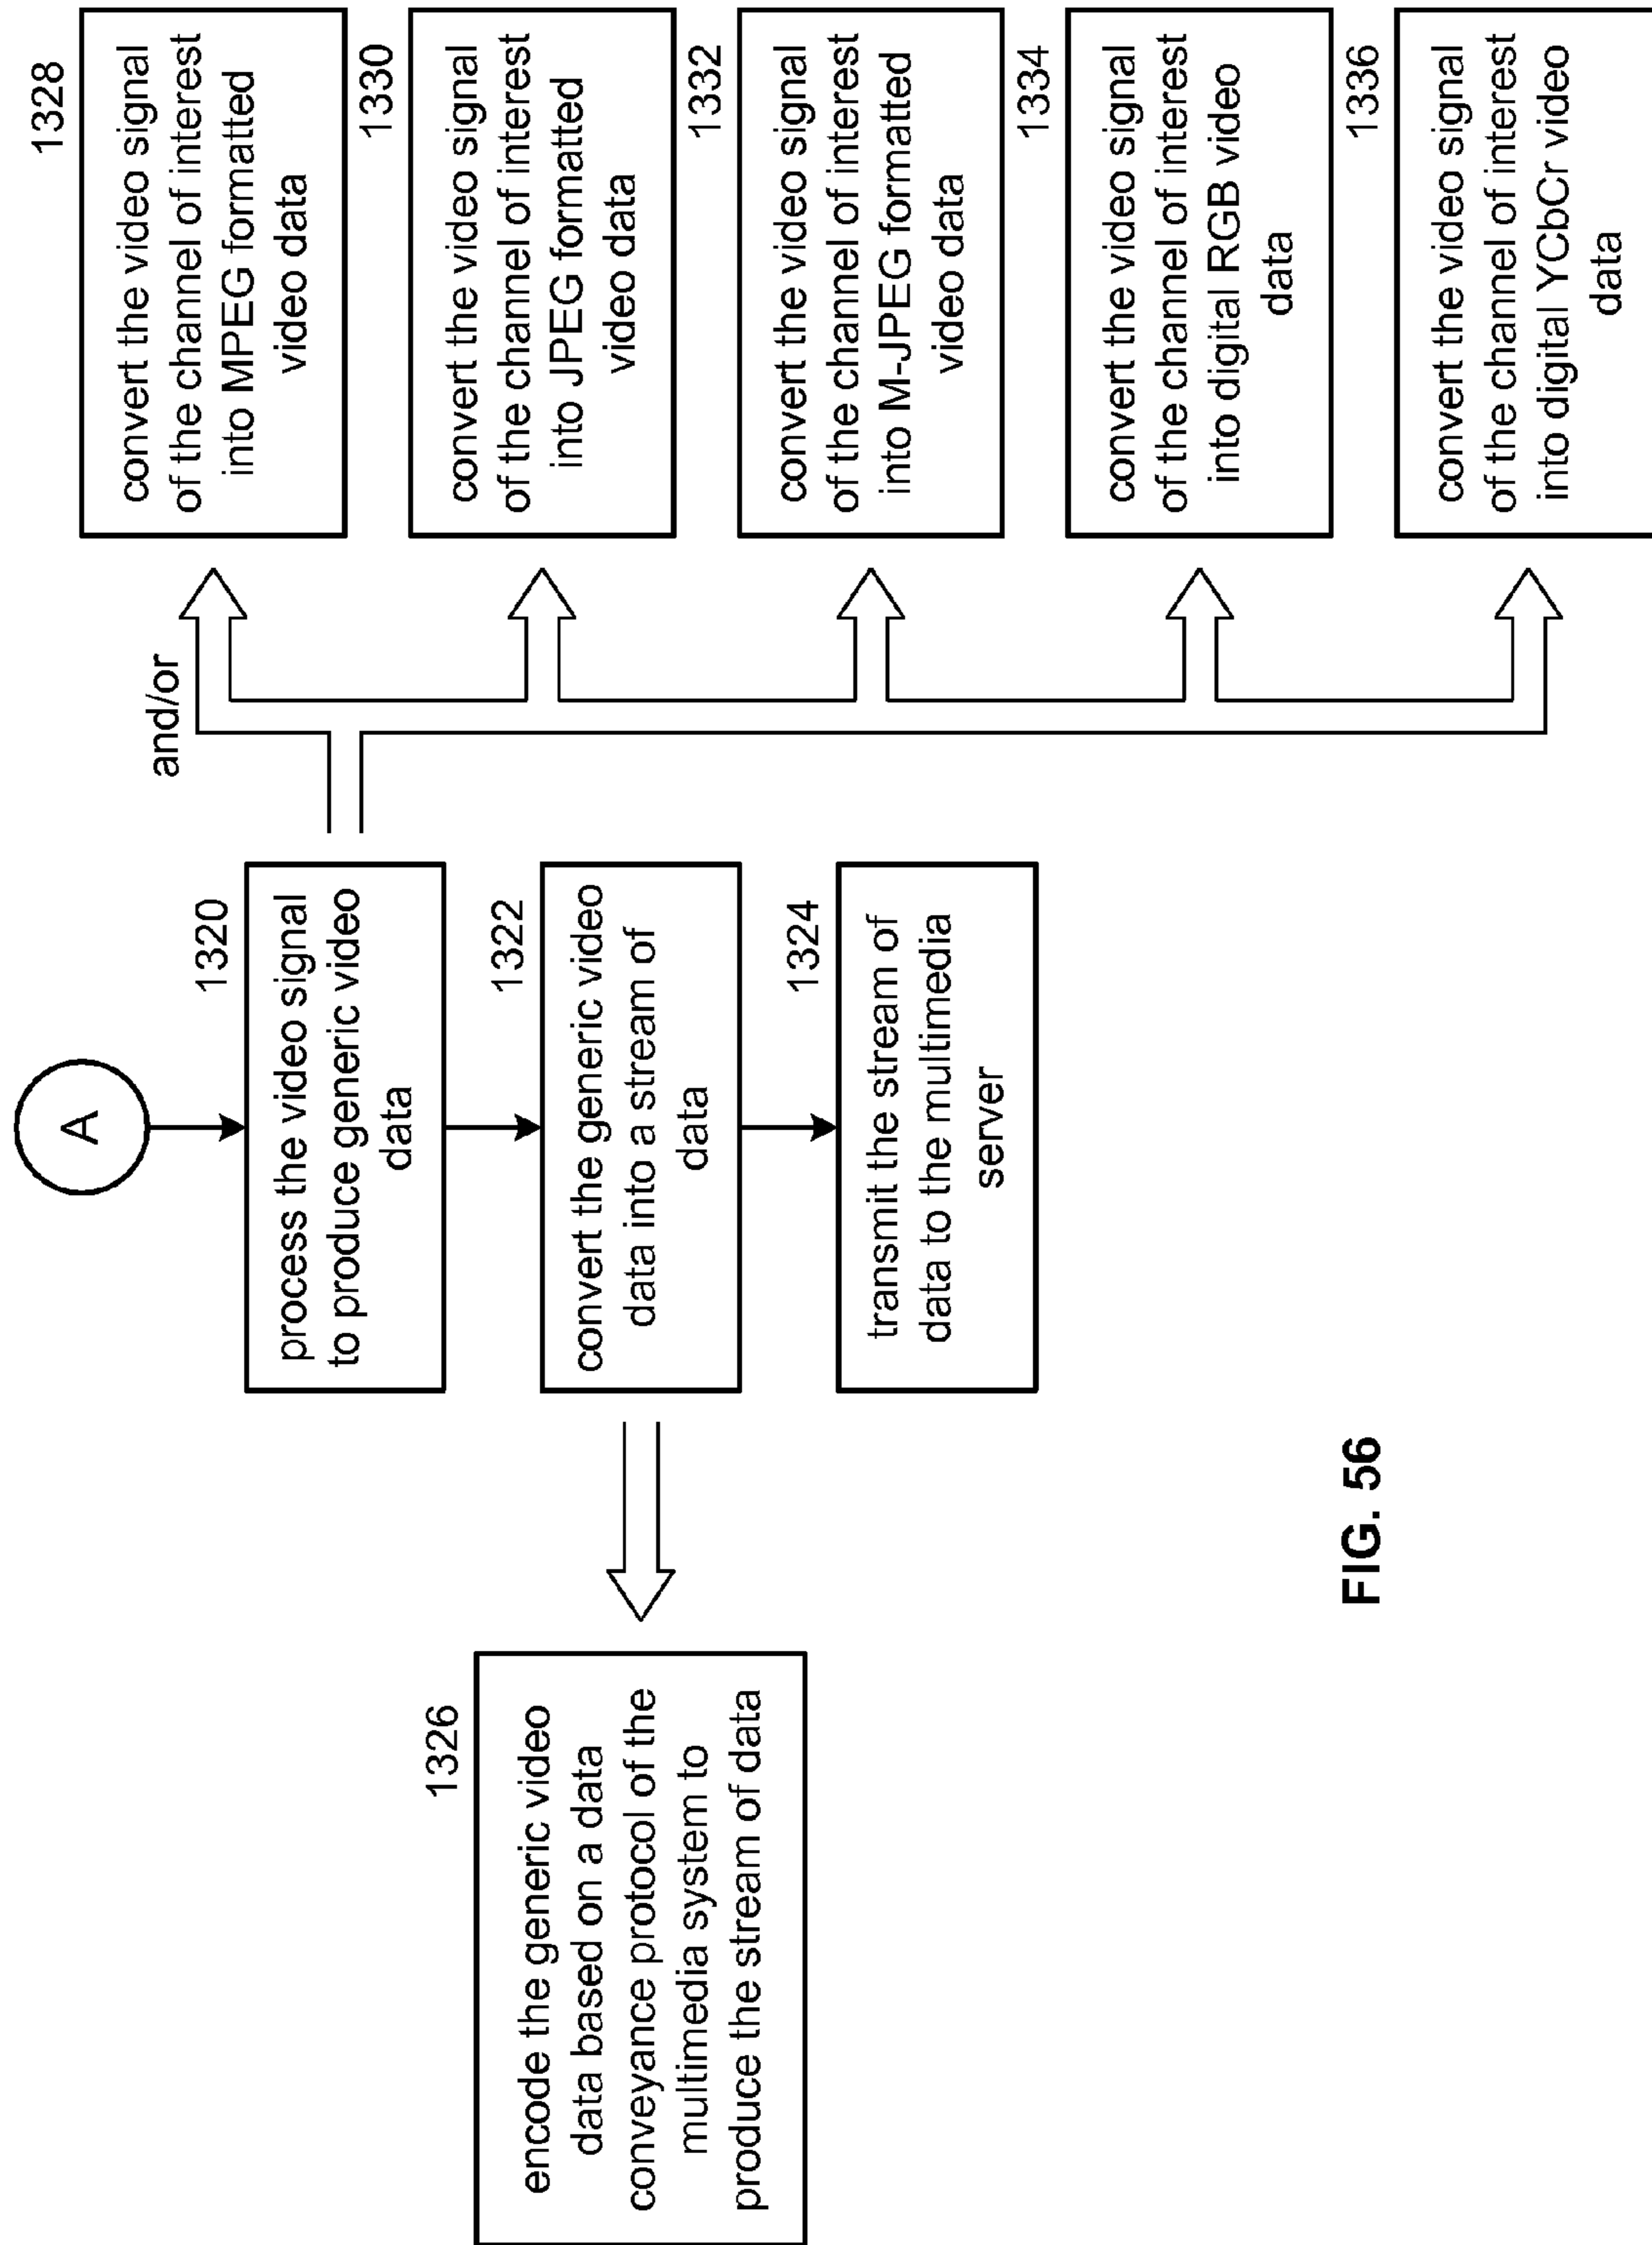 A
1320
process the video signal
to produce generic video
data
1322
convert the generic video
data into a stream of
data
1324
transmit the stream of
data to the multimedia
server
1326
encode the generic video
data based on a data
conveyance protocol of the
multimedia system to
produce the stream of data
and/or
1328
convert the video signal
of the channel of interest
into MPEG formatted
video data
1330
convert the video signal
of the channel of interest
into JPEG formatted
video data
1332
convert the video signal
of the channel of interest
into M-JPEG formatted
video data
1334
convert the video signal
of the channel of interest
into digital RGB video
data
1336
convert the video signal
of the channel of interest
into digital YCbCr video
data
FIG. 56